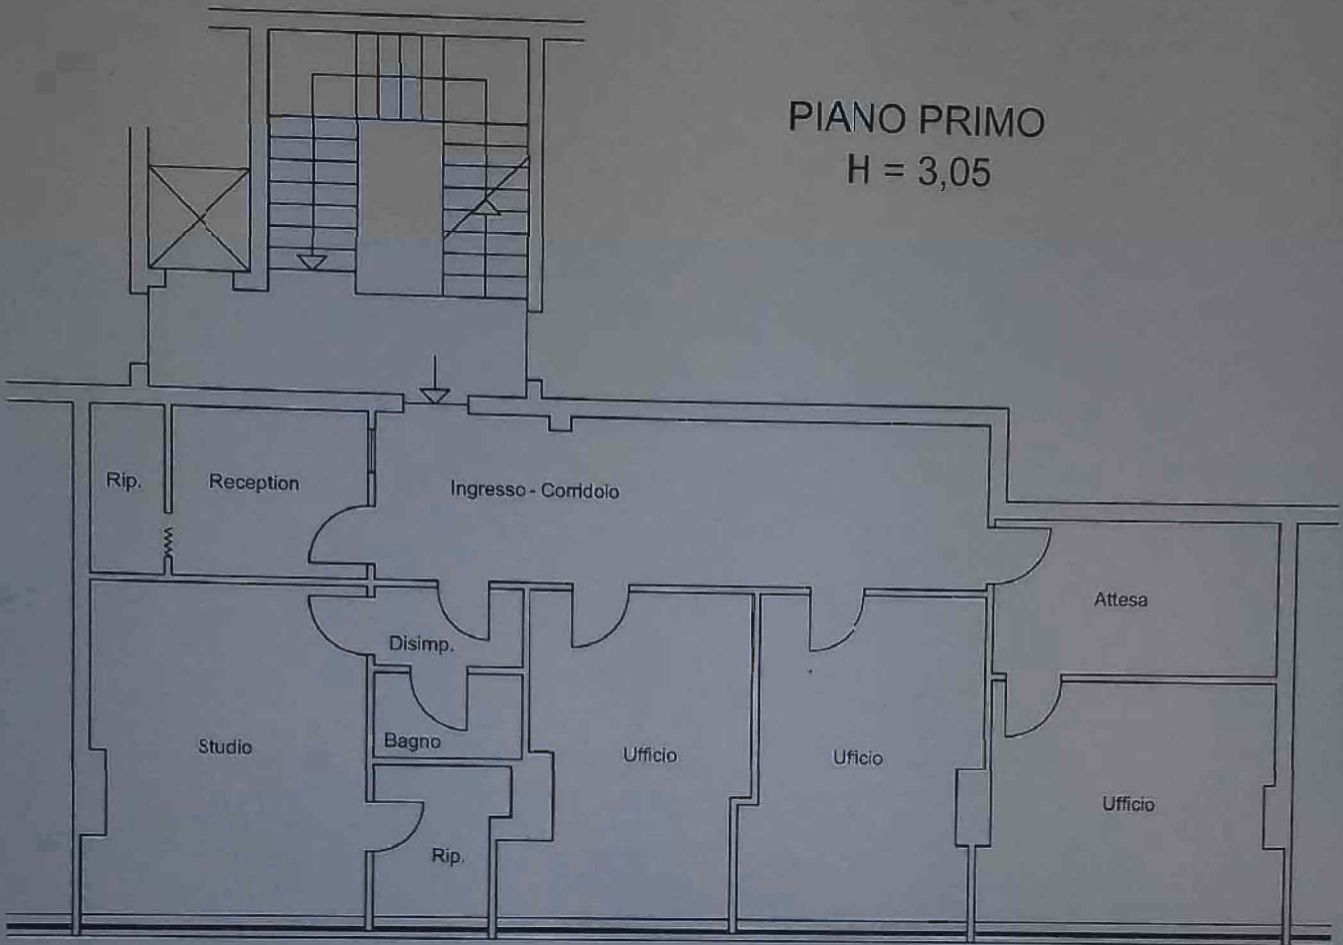 PIANO PRIMO
H = 3,05
Rip.
Reception
Ingresso - Corridoio
Attesa
Disimp.
Studio
Bagno
Ufficio
Uficio
Ufficio
Rip.